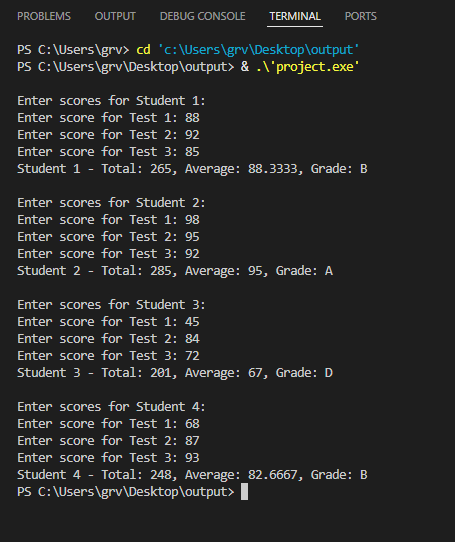 PROBLEMS OUTPUT DEBUG CONSOLE TERMINAL PORTS
PS C:\Users\grv> cd 'c:\Users\grv\Desktop\output'
PS C:\Users\grv\Desktop\output> & .\'project.exe'
Enter scores for Student 1:
Enter score for Test 1: 88
Enter score for Test 2: 92
Enter score for Test 3: 85
Student 1 - Total: 265, Average: 88.3333, Grade: B
Enter scores for Student 2:
Enter score for Test 1: 98
Enter score for Test 2: 95
Enter score for Test 3: 92
Student 2 - Total: 285, Average: 95, Grade: A
Enter scores for Student 3:
Enter score for Test 1: 45
Enter score for Test 2: 84
Enter score for Test 3: 72
Student 3 - Total: 201, Average: 67, Grade: D
Enter scores for Student 4:
Enter score for Test 1: 68
Enter score for Test 2: 87
Enter score for Test 3: 93
Student 4 - Total: 248, Average: 82.6667, Grade: B
PS C:\Users\grv\Desktop\output>